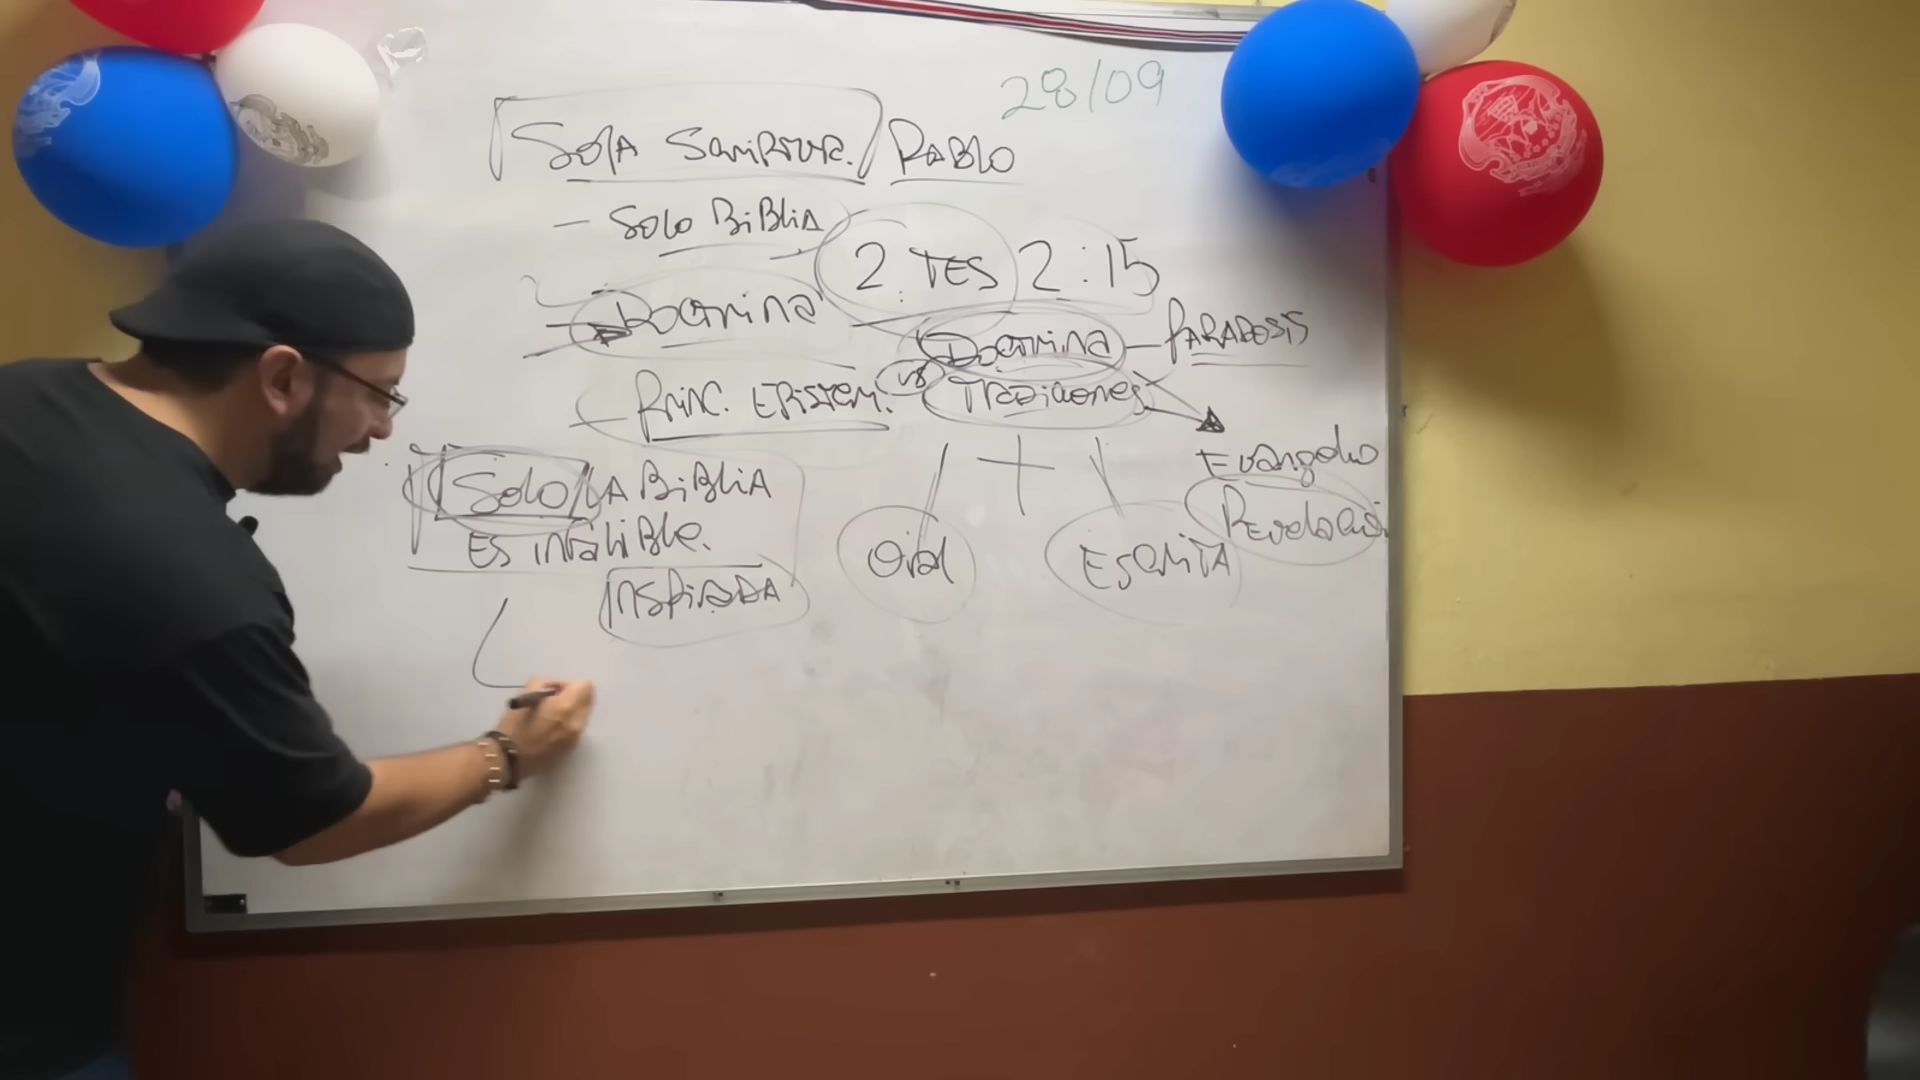 28/09
Sola Scriptur. Pablo
- Solo Biblia
2 TES 2:15
Doctrina
Doctrina - Paradosis
Princ. Epistem. vs Tradiciones
Evangelio
Solo La Biblia
Es infalible.
Revelación
Oral + Escrita
Inspirada